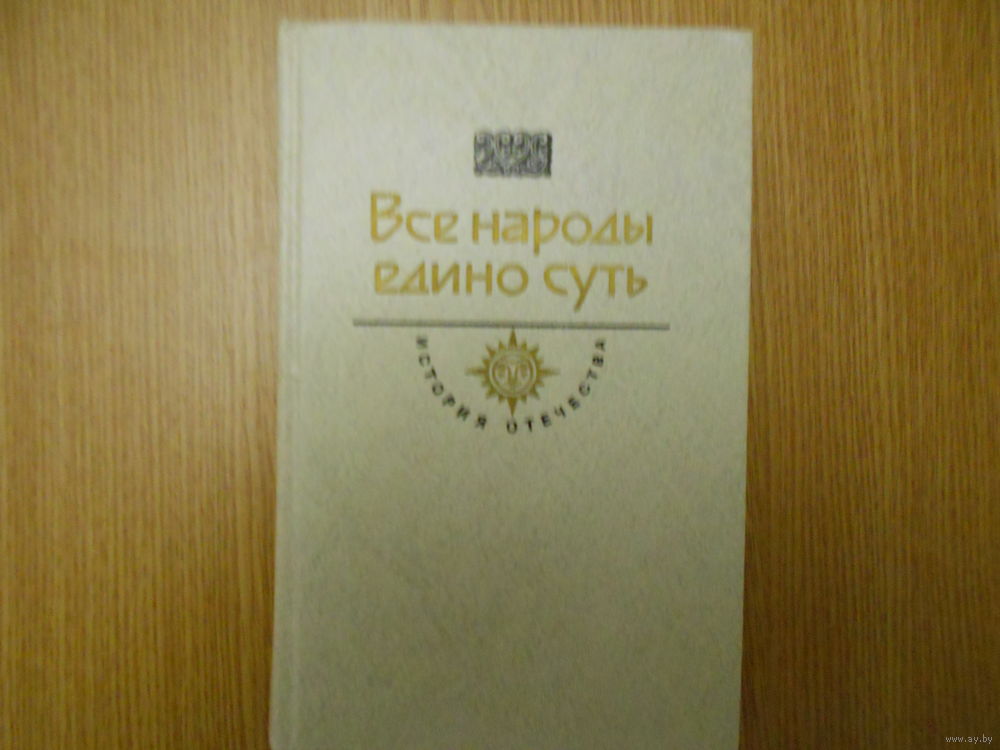 Все народы
едино суть
ИСТОРИЯ ОТЕЧЕСТВА
www.ay.by